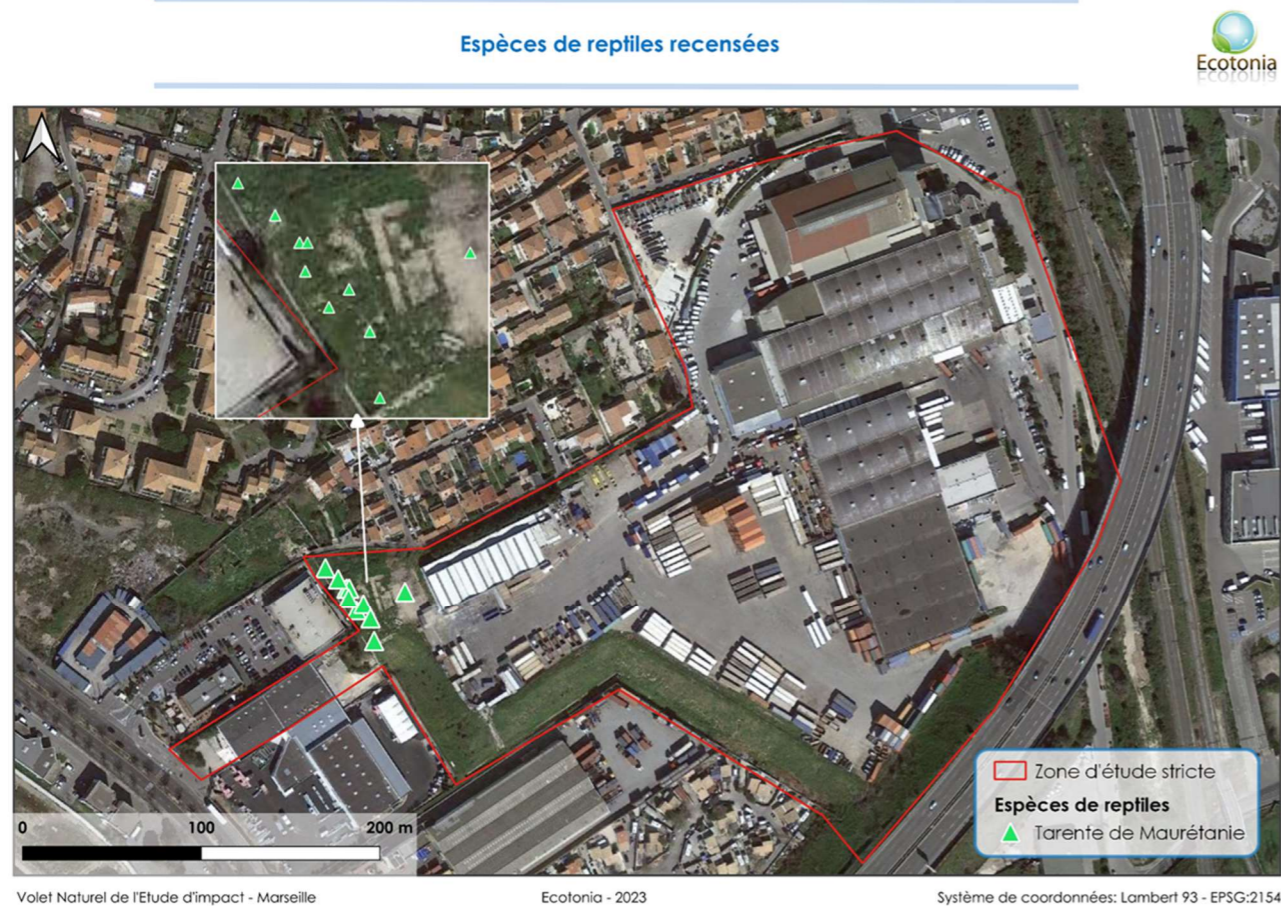 Espèces de reptiles recensées
Ecotonia
0 100 200 m
Zone d'étude stricte
Espèces de reptiles
Tarente de Maurétanie
Volet Naturel de l'Etude d'impact - Marseille
Ecotonia - 2023
Système de coordonnées: Lambert 93 - EPSG:2154